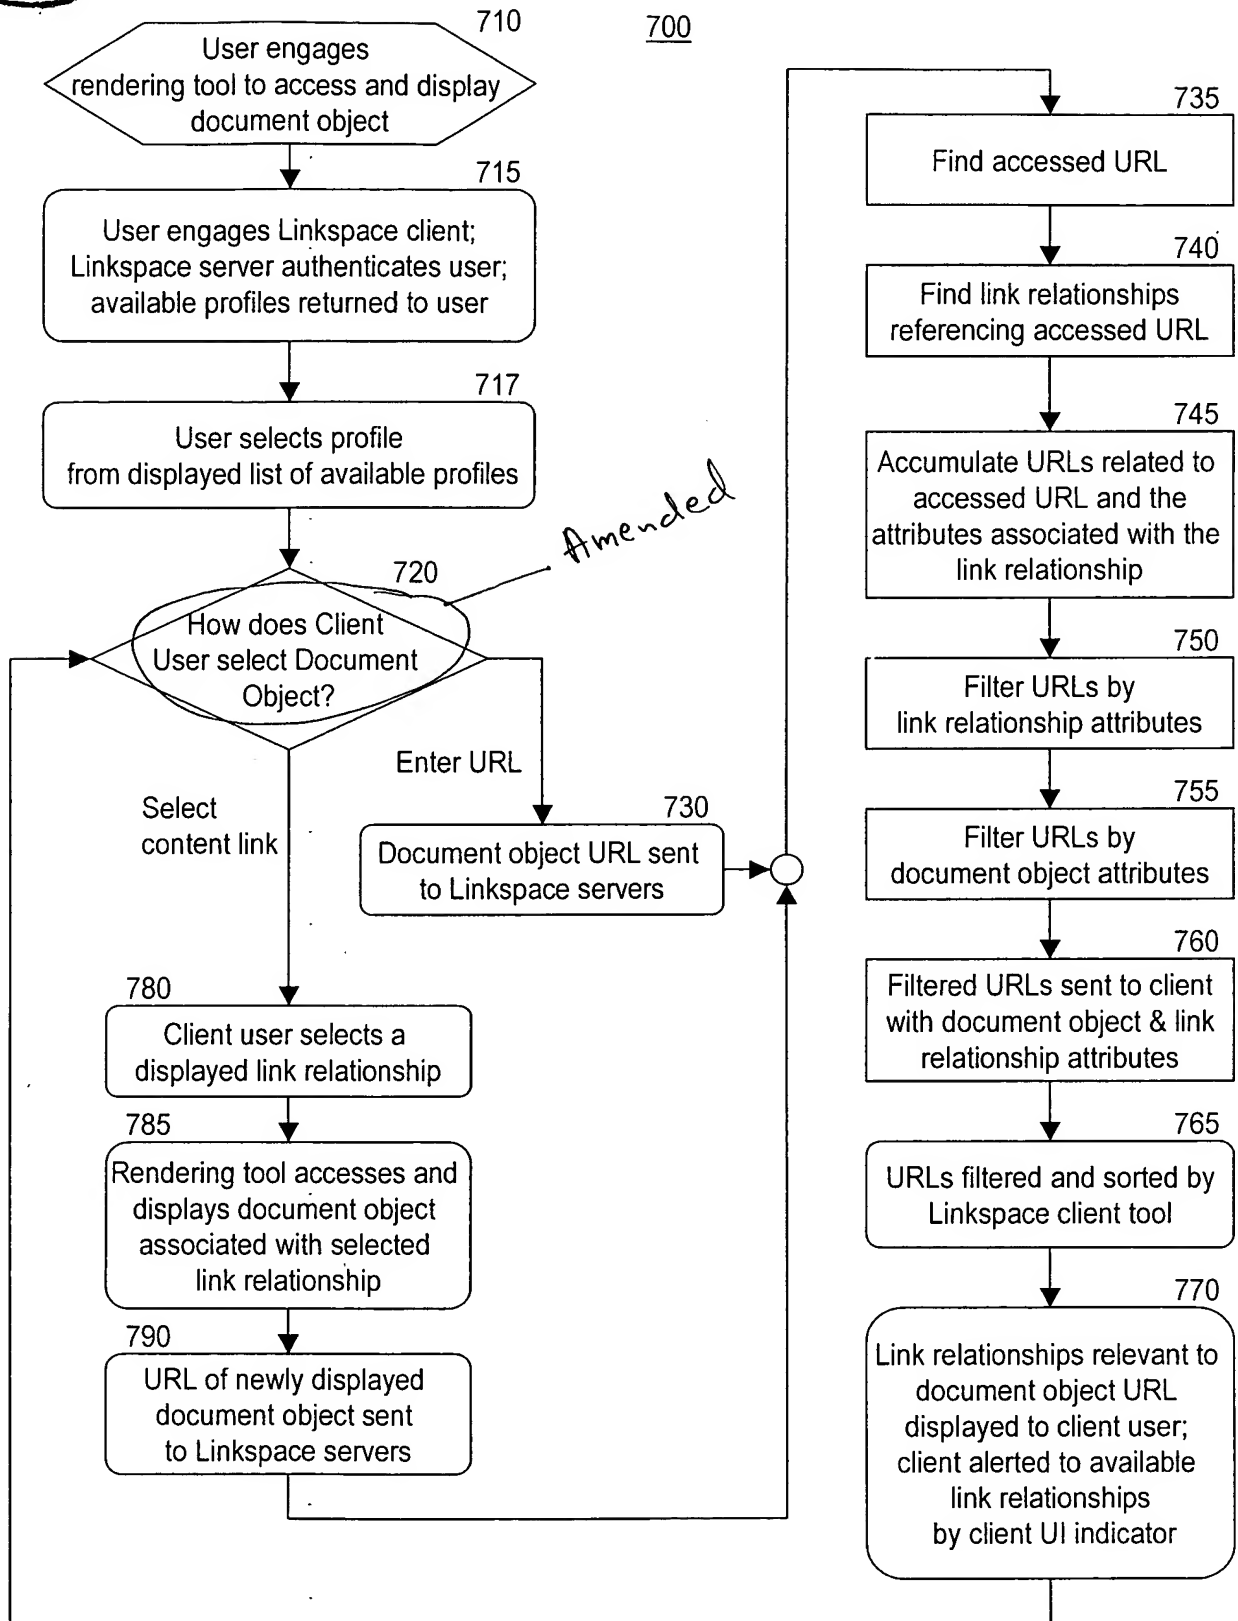 700
710
User engages
rendering tool to access and display
document object
715
User engages Linkspace client;
Linkspace server authenticates user;
available profiles returned to user
717
User selects profile
from displayed list of available profiles
Amended
720
How does Client
User select Document
Object?
Enter URL
Select
content link
730
Document object URL sent
to Linkspace servers
780
Client user selects a
displayed link relationship
785
Rendering tool accesses and
displays document object
associated with selected
link relationship
790
URL of newly displayed
document object sent
to Linkspace servers
735
Find accessed URL
740
Find link relationships
referencing accessed URL
745
Accumulate URLs related to
accessed URL and the
attributes associated with the
link relationship
750
Filter URLs by
link relationship attributes
755
Filter URLs by
document object attributes
760
Filtered URLs sent to client
with document object & link
relationship attributes
765
URLs filtered and sorted by
Linkspace client tool
770
Link relationships relevant to
document object URL
displayed to client user;
client alerted to available
link relationships
by client UI indicator